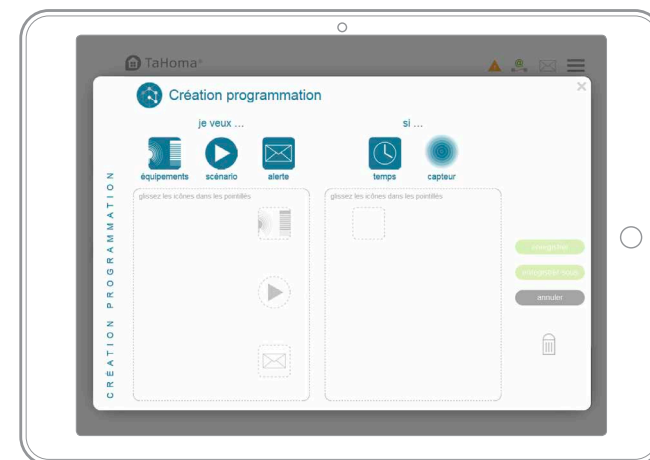 TaHoma®
Création programmation
je veux ...
si ...
équipements
scénario
alerte
temps
capteur
glissez les icônes dans les pointillés
glissez les icônes dans les pointillés
enregistrer
enregistrer sous
annuler
CRÉATION PROGRAMMATION